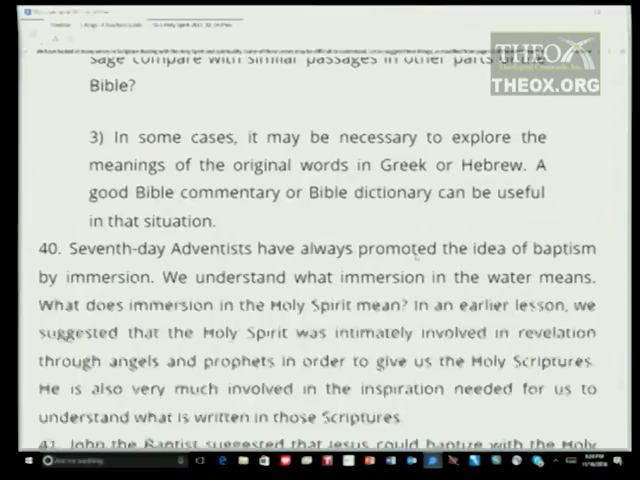 THEOX
THEOX.ORG
sage compare with similar passages in other parts of the
Bible?
3) In some cases, it may be necessary to explore the
meanings of the original words in Greek or Hebrew. A
good Bible commentary or Bible dictionary can be useful
in that situation.
40. Seventh-day Adventists have always promoted the idea of baptism
by immersion. We understand what immersion in the water means.
What does immersion in the Holy Spirit mean? In an earlier lesson, we
suggested that the Holy Spirit was intimately involved in revelation
through angels and prophets in order to give us the Holy Scriptures.
He is also very much involved in the inspiration needed for us to
understand what is written in those Scriptures.
41. John the Baptist suggested that Jesus could baptize with the Holy